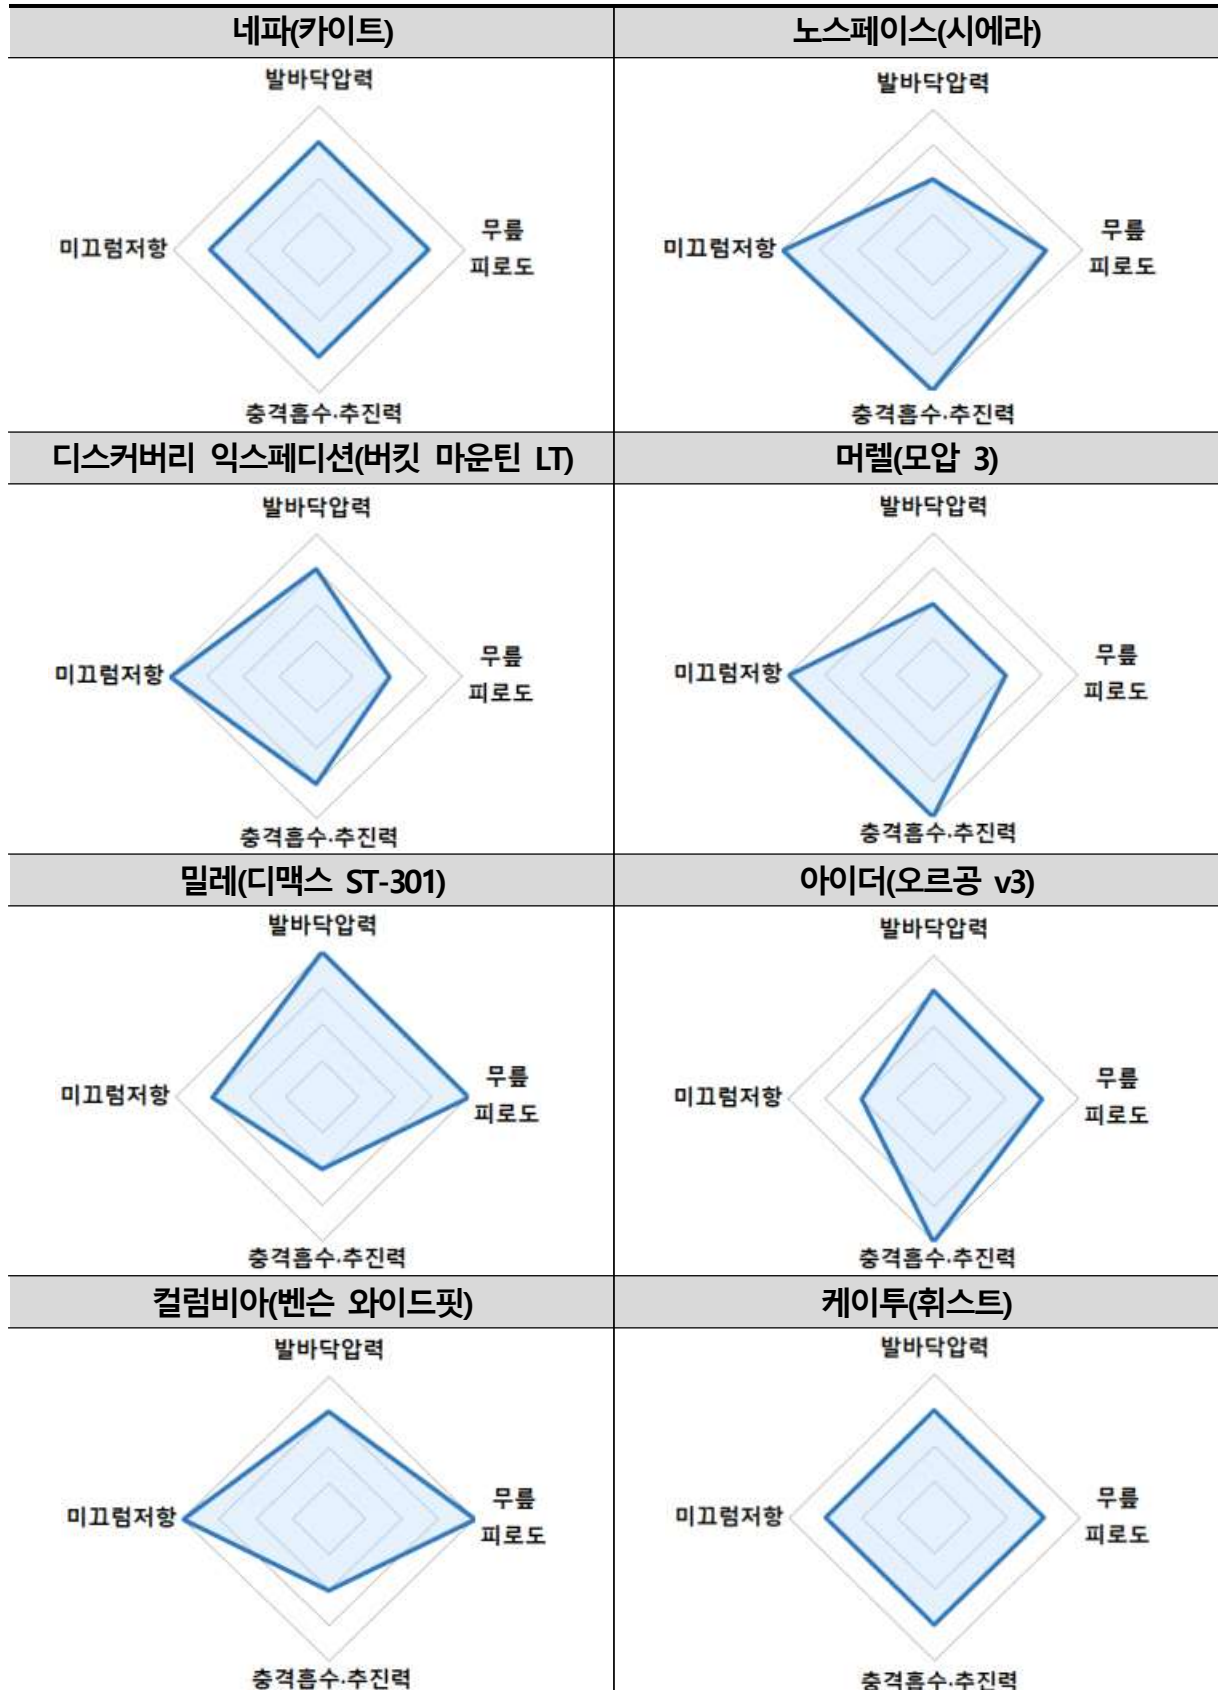 네파(카이트)
노스페이스(시에라)
발바닥압력
미끄럼저항
무릎
피로도
충격흡수·추진력
발바닥압력
미끄럼저항
무릎
피로도
충격흡수·추진력
디스커버리 익스페디션(버킷 마운틴 LT)
머렐(모압 3)
발바닥압력
미끄럼저항
무릎
피로도
충격흡수·추진력
발바닥압력
미끄럼저항
무릎
피로도
충격흡수·추진력
밀레(디맥스 ST-301)
아이더(오르공 v3)
발바닥압력
미끄럼저항
무릎
피로도
충격흡수·추진력
발바닥압력
미끄럼저항
무릎
피로도
충격흡수·추진력
컬럼비아(벤슨 와이드핏)
케이투(휘스트)
발바닥압력
미끄럼저항
무릎
피로도
충격흡수·추진력
발바닥압력
미끄럼저항
무릎
피로도
충격흡수·추진력